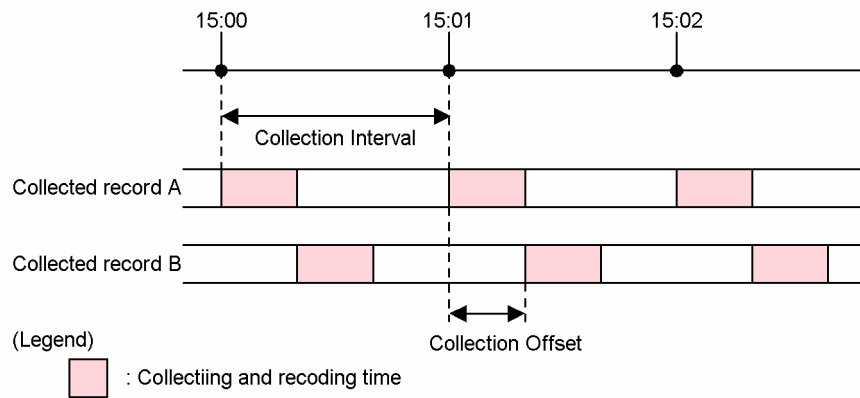 15:00 15:01 15:02
Collection Interval
Collected record A
Collected record B
Collection Offset
(Legend)
: Collectiing and recoding time